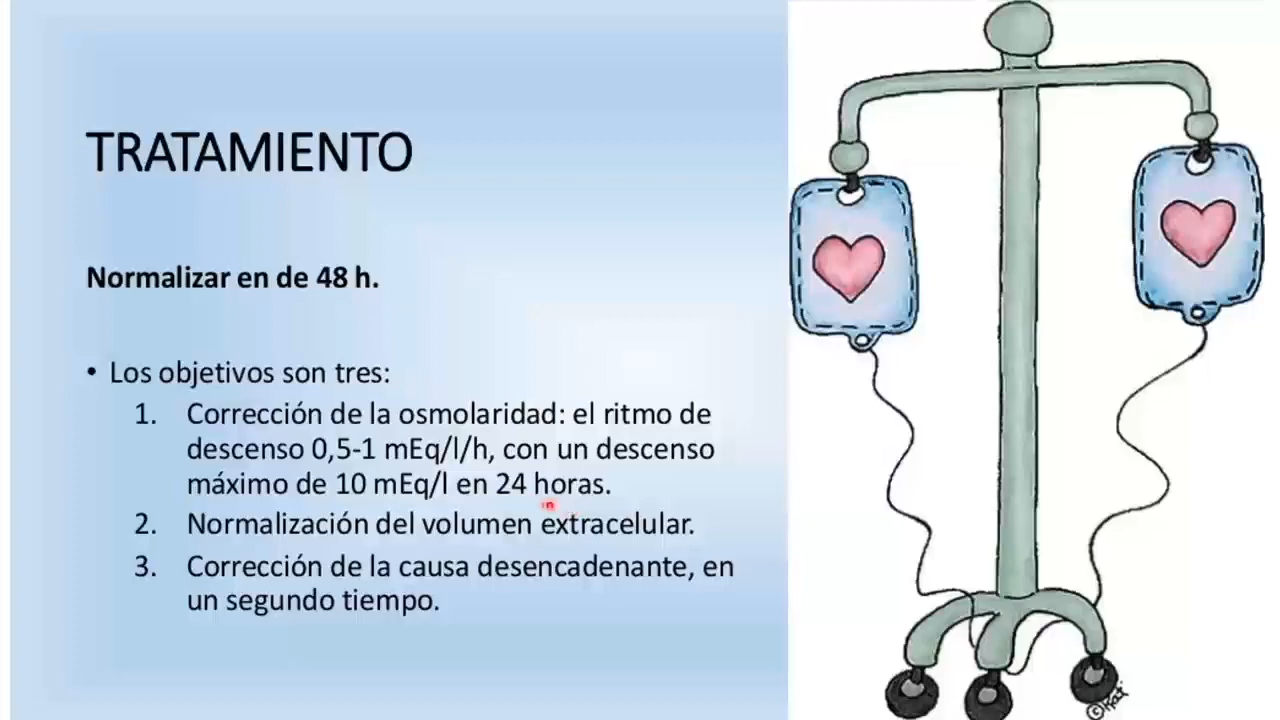 TRATAMIENTO
Normalizar en de 48 h.
• Los objetivos son tres:
1. Corrección de la osmolaridad: el ritmo de
descenso 0,5-1 mEq/l/h, con un descenso
máximo de 10 mEq/l en 24 horas.
2. Normalización del volumen extracelular.
3. Corrección de la causa desencadenante, en
un segundo tiempo.
©Kati